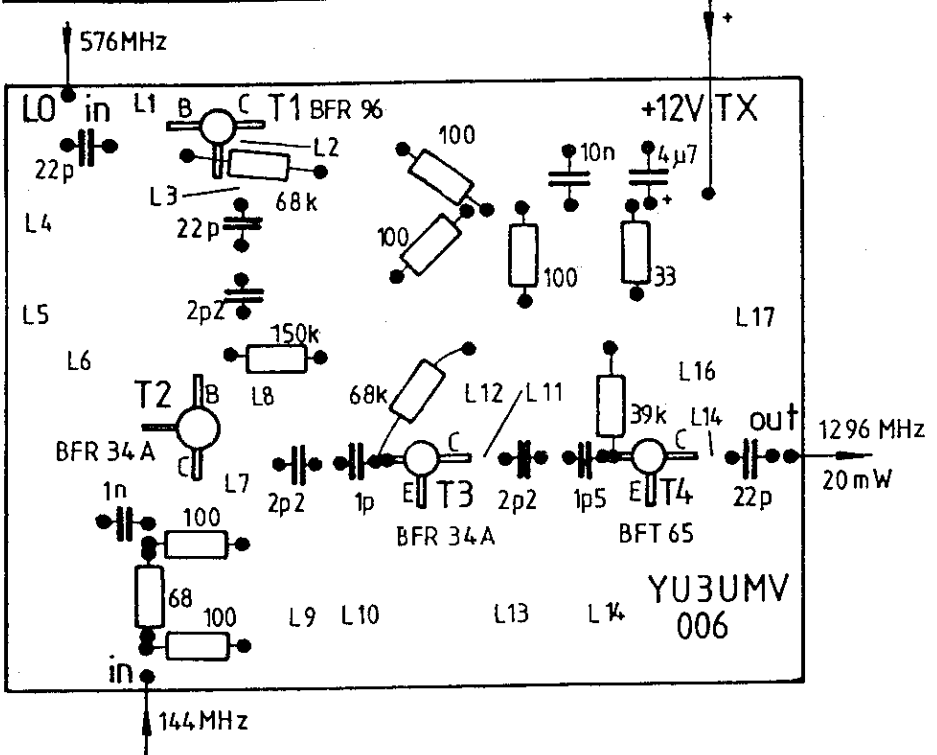 +
576MHz
LO in
L1
B
C
T1 BFR 96
+12V TX
22p
L2
100
10n
4µ7
+
L3
68k
L4
22p
100
100
33
L5
2p2
L17
150k
L6
L8
68k
L12
L11
L16
T2
B
39k
L14
out
BFR 34A
C
C
C
1296 MHz
20mW
L7
2p2
1p
E
T3
2p2
1p5
E
T4
22p
1n
100
BFR 34A
BFT 65
68
100
L9
L10
L13
L14
YU3UMV
006
in
144MHz